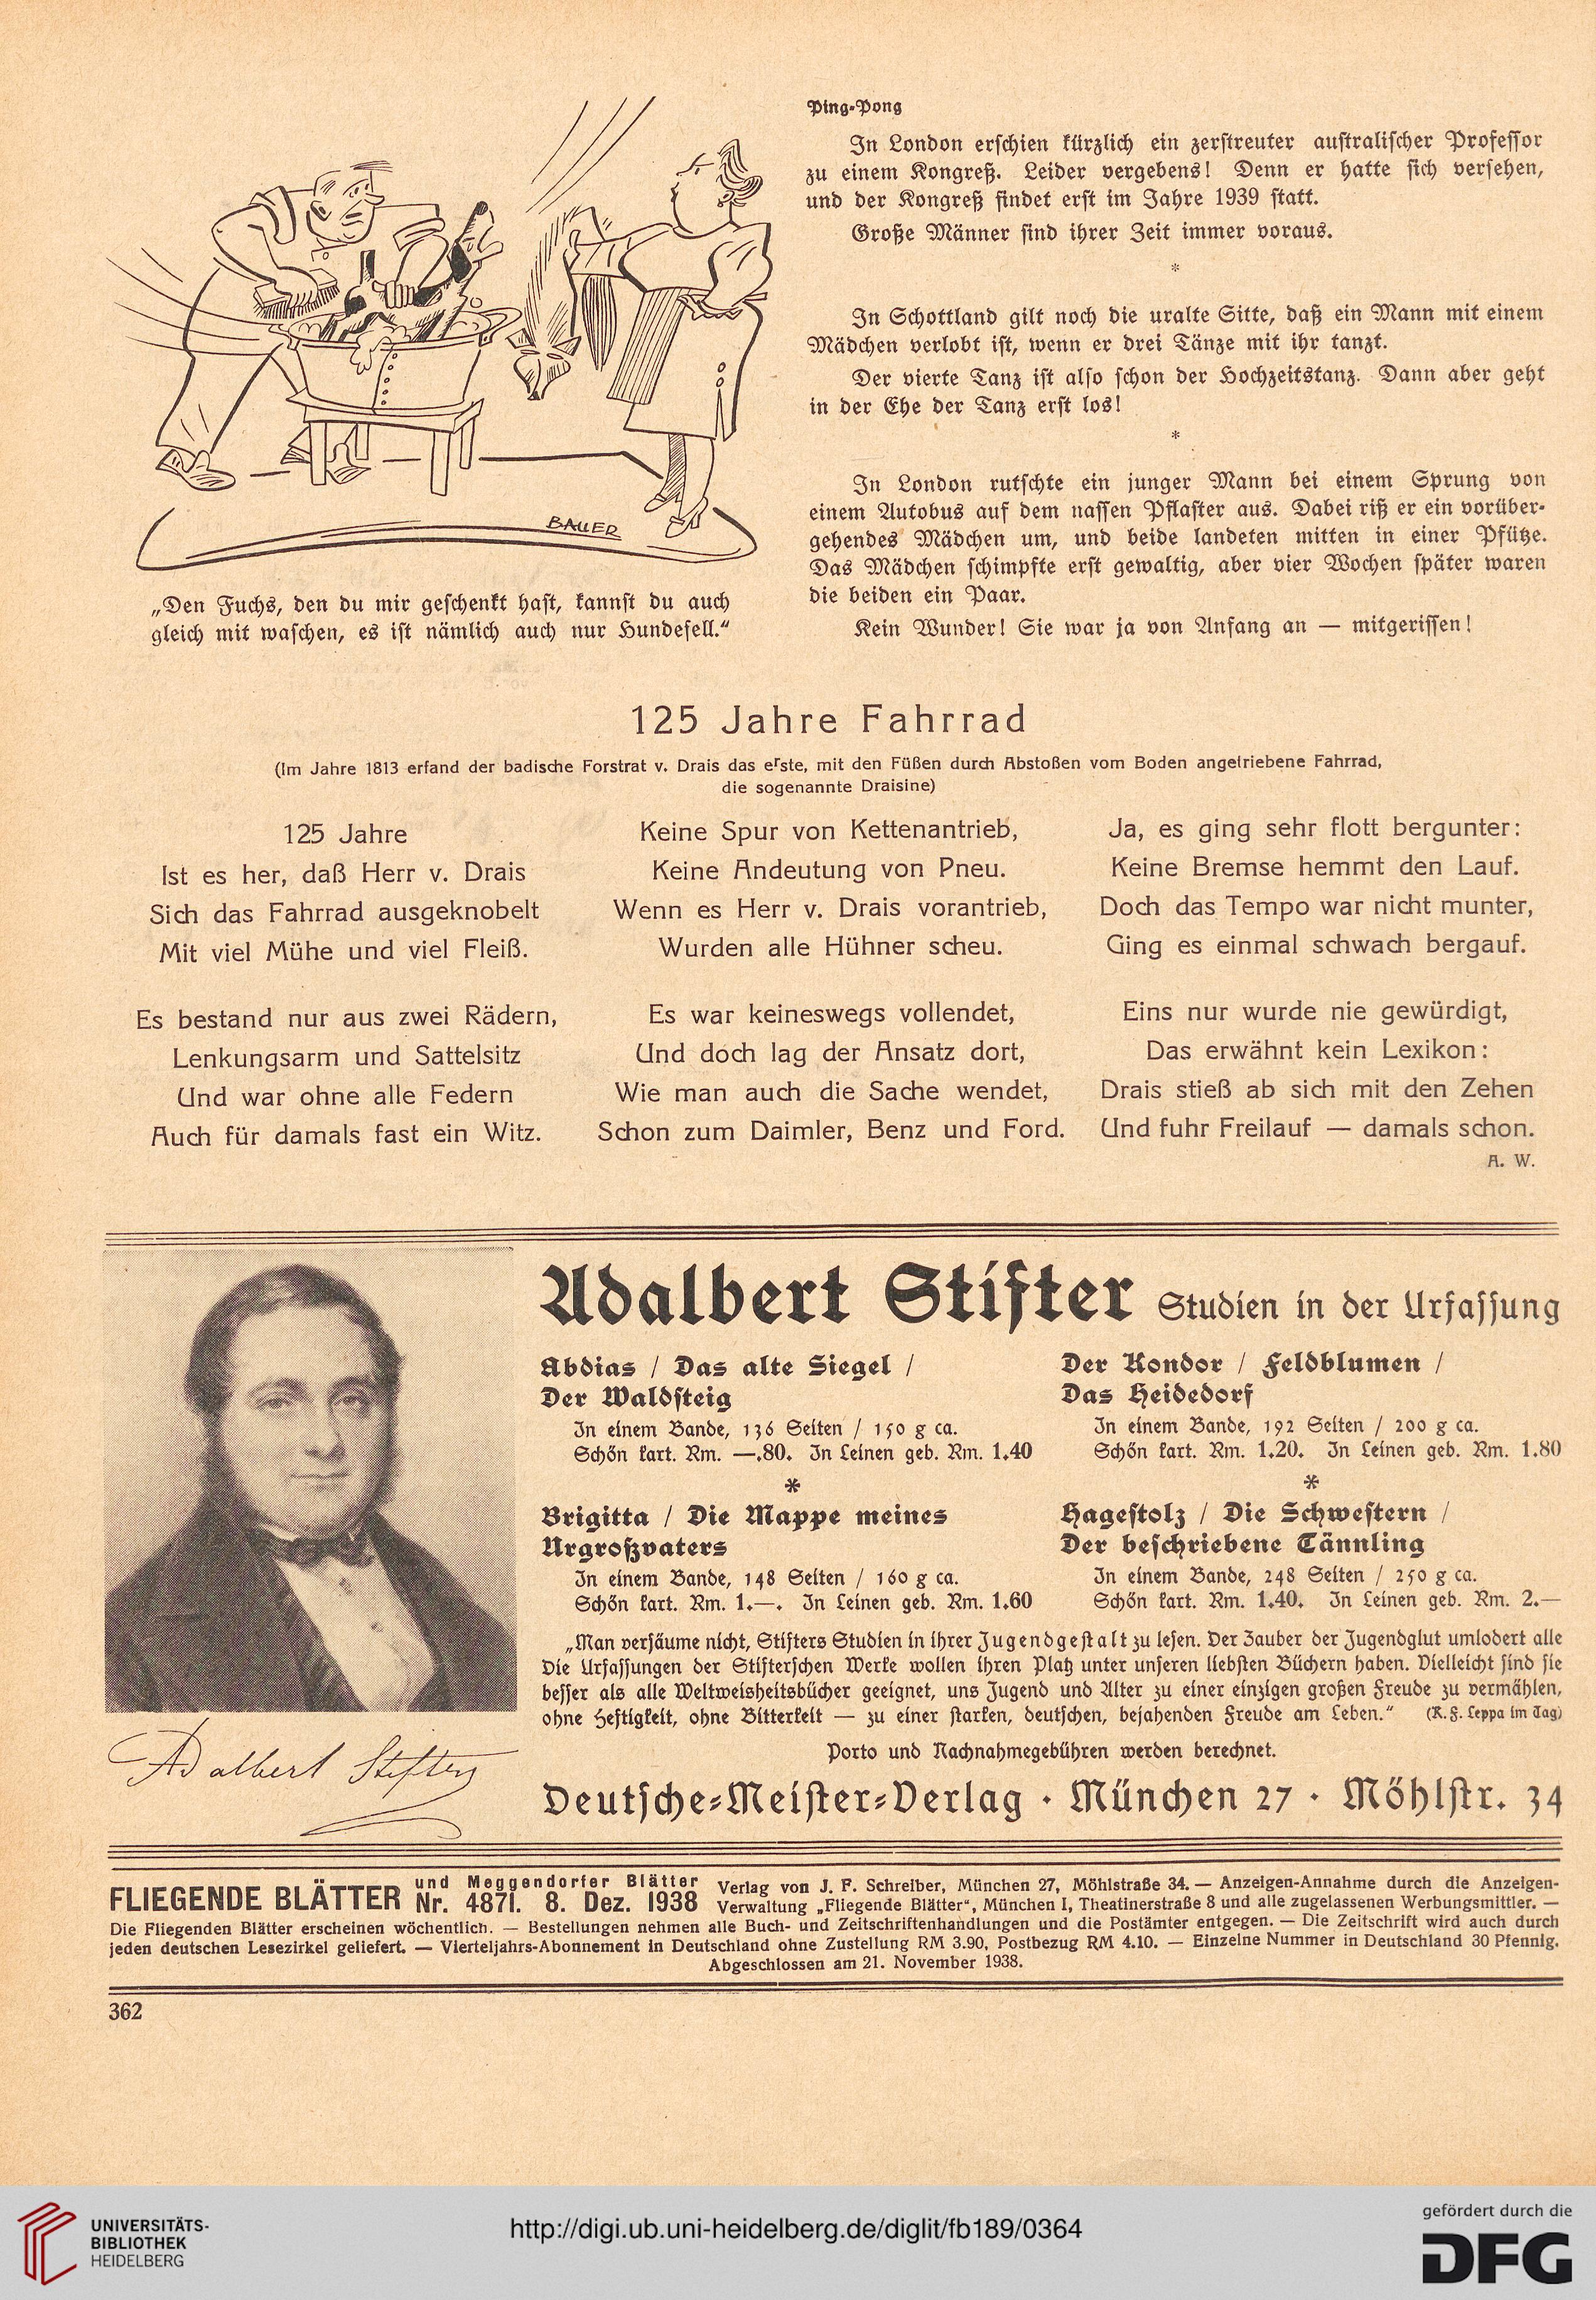 BAUER
„Den Fuchs, den du mir geschenkt hast, kannst du auch
gleich mit waschen, es ist nämlich auch nur Hundefell.“
Ping-Pong
In London erschien kürzlich ein zerstreuter australischer Professor
zu einem Kongreß. Leider vergebens! Denn er hatte sich versehen,
und der Kongreß findet erst im Jahre 1939 statt.
Große Männer sind ihrer Zeit immer voraus.
*
In Schottland gilt noch die uralte Sitte, daß ein Mann mit einem
Mädchen verlobt ist, wenn er drei Tänze mit ihr tanzt.
Der vierte Tanz ist also schon der Hochzeitstanz. Dann aber geht
in der Ehe der Tanz erst los!
*
In London rutschte ein junger Mann bei einem Sprung von
einem Autobus auf dem nassen Pflaster aus. Dabei riß er ein vorüber-
gehendes Mädchen um, und beide landeten mitten in einer Pfütze.
Das Mädchen schimpfte erst gewaltig, aber vier Wochen später waren
die beiden ein Paar.
Kein Wunder! Sie war ja von Anfang an — mitgerissen!
125 Jahre Fahrrad
(Im Jahre 1813 erfand der badische Forstrat v. Drais das erste, mit den Füßen durch Abstoßen vom Boden angetriebene Fahrrad,
die sogenannte Draisine)
125 Jahre
Ist es her, daß Herr v. Drais
Sich das Fahrrad ausgeknobelt
Mit viel Mühe und viel Fleiß.
Es bestand nur aus zwei Rädern,
Lenkungsarm und Sattelsitz
Und war ohne alle Federn
Auch für damals fast ein Witz.
Keine Spur von Kettenantrieb,
Keine Andeutung von Pneu.
Wenn es Herr v. Drais vorantrieb,
Wurden alle Hühner scheu.
Es war keineswegs vollendet,
Und doch lag der Ansatz dort,
Wie man auch die Sache wendet,
Schon zum Daimler, Benz und Ford.
Ja, es ging sehr flott bergunter:
Keine Bremse hemmt den Lauf.
Doch das Tempo war nicht munter,
Ging es einmal schwach bergauf.
Eins nur wurde nie gewürdigt,
Das erwähnt kein Lexikon:
Drais stieß ab sich mit den Zehen
Und fuhr Freilauf — damals schon.
A. W.
Adalbert Stifter
Adalbert Stifter Studien in der Urfassung
Abdias / Das alte Siegel /
Der Waldsteig
In einem Bande, 136 Seiten / 150 g ca.
Schön kart. Rm. —.80. In Leinen geb. Rm. 1.40
*
Brigitta / Die Mappe meines
Urgroßvaters
In einem Bande, 148 Seiten / 160 g ca.
Schön kart. Rm. 1.—. In Leinen geb. Rm. 1.60
Der Kondor / Feldblumen /
Das Heidedorf
In einem Bande, 192 Seiten / 200 g ca.
Schön kart. Rm. 1.20. In Leinen geb. Rm. 1.80
*
Hagestolz / Die Schwestern /
Der beschriebene Tännling
In einem Bande, 248 Seiten / 250 g ca.
Schön kart. Rm. 1.40. In Leinen geb. Rm. 2.—
„Man versäume nicht, Stifters Studien in ihrer Jugendgestalt zu lesen. Der Zauber der Jugendglut umlodert alle
Die Urfassungen der Stifterschen Werke wollen ihren Platz unter unseren liebsten Büchern haben. Vielleicht sind sie
besser als alle Weltweisheitsbücher geeignet, uns Jugend und Alter zu einer einzigen großen Freude zu vermählen,
ohne Heftigkeit, ohne Bitterkeit — zu einer starken, deutschen, bejahenden Freude am Leben.“ (K. F. Leppa im Tag)
Porto und Nachnahmegebühren werden berechnet.
Deutsche-Meister-Verlag · München 27 · Möhlstr. 34
FLIEGENDE BLÄTTER und Meggendorfer Blätter
Nr. 4871. 8. Dez. 1938
Verlag von J. F. Schreiber, München 27, Möhlstraße 34. — Anzeigen-Annahme durch die Anzeigen-
Verwaltung „Fliegende Blätter“, München 1, Theatinerstraße 8 und alle zugelassenen Werbungsmittler. —
Die Fliegenden Blätter erscheinen wöchentlich. — Bestellungen nehmen alle Buch- und Zeitschriftenhandlungen und die Postämter entgegen. — Die Zeitschrift wird auch durch
jeden deutschen Lesezirkel geliefert. — Vierteljahrs-Abonnement in Deutschland ohne Zustellung RM 3.90, Postbezug RM 4.10. — Einzelne Nummer in Deutschland 30 Pfennig.
Abgeschlossen am 21. November 1938.
362
UNIVERSITÄTS-
BIBLIOTHEK
HEIDELBERG
http://digi.ub.uni-heidelberg.de/diglit/fb189/0364
gefördert durch die
DFG